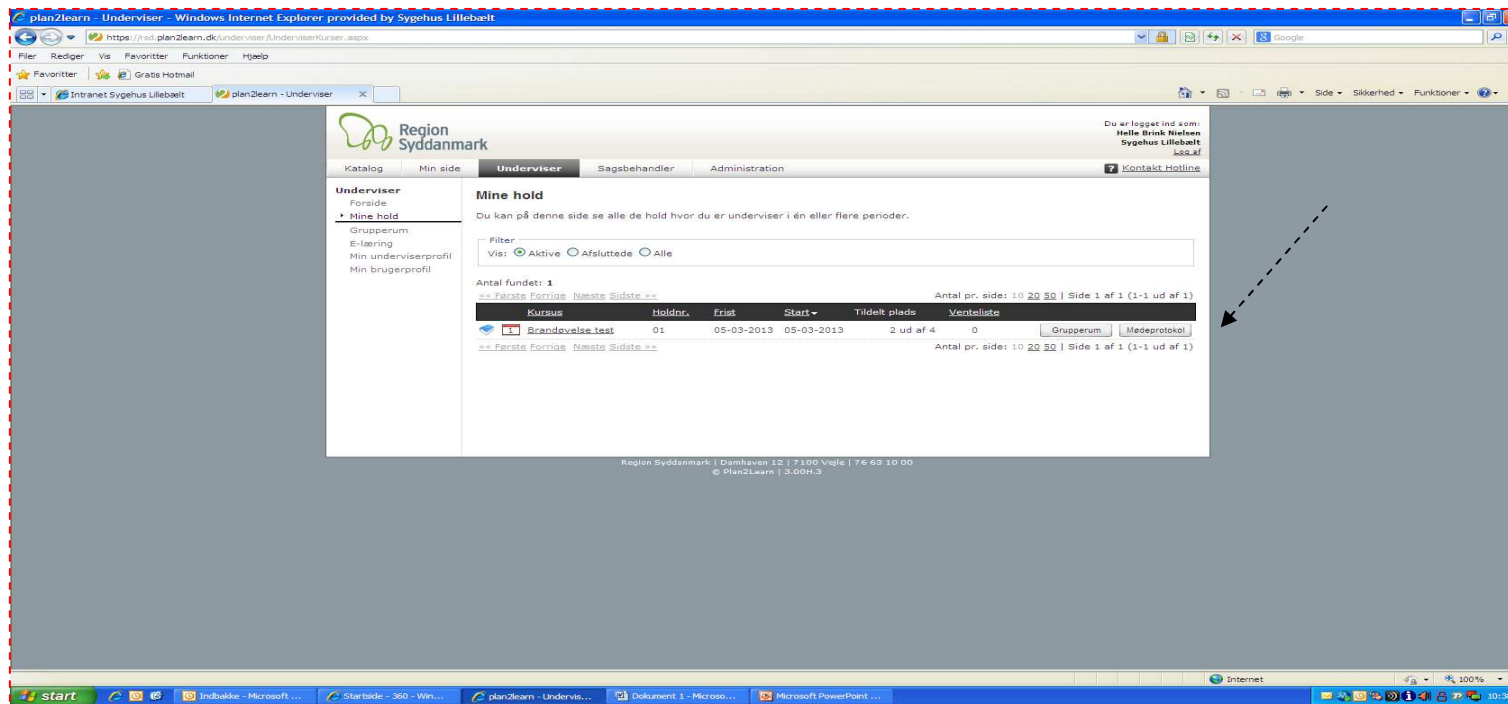 plan2learn - Underviser - Windows Internet Explorer provided by Sygehus Lillebælt
https://rsd.plan2learn.dk/underviser/UnderviserKurser.aspx
Google
Filer Rediger Vis Favoritter Funktioner Hjælp
Favoritter Gratis Hotmail
Intranet Sygehus Lillebælt plan2learn - Underviser Side Sikkerhed Funktioner
Region
Syddanmark
Du er logget ind som:
Helle Brink Nielsen
Sygehus Lillebælt
Log af
Katalog Min side Underviser Sagsbehandler Administration ? Kontakt Hotline
Underviser
Forside
Mine hold
Grupperum
E-læring
Min underviserprofil
Min brugerprofil
Mine hold
Du kan på denne side se alle de hold hvor du er underviser i én eller flere perioder.
Filter
Vis: Aktive Afsluttede Alle
Antal fundet: 1
«« Første Forrige Næste Sidste »» Antal pr. side: 10 20 50 | Side 1 af 1 (1-1 ud af 1)
Kursus Holdnr. Frist Start Tildelt plads Venteliste
1 Brandøvelse test 01 05-03-2013 05-03-2013 2 ud af 4 0 Grupperum Mødeprotokol
«« Første Forrige Næste Sidste »» Antal pr. side: 10 20 50 | Side 1 af 1 (1-1 ud af 1)
Region Syddanmark | Damhaven 12 | 7100 Vejle | 76 63 10 00
© Plan2Learn | 3.00H.3
Internet 100%
start Indbakke - Microsoft ... Startside - 360 - Win... plan2learn - Undervis... Dokument 1 - Microso... Microsoft PowerPoint ...